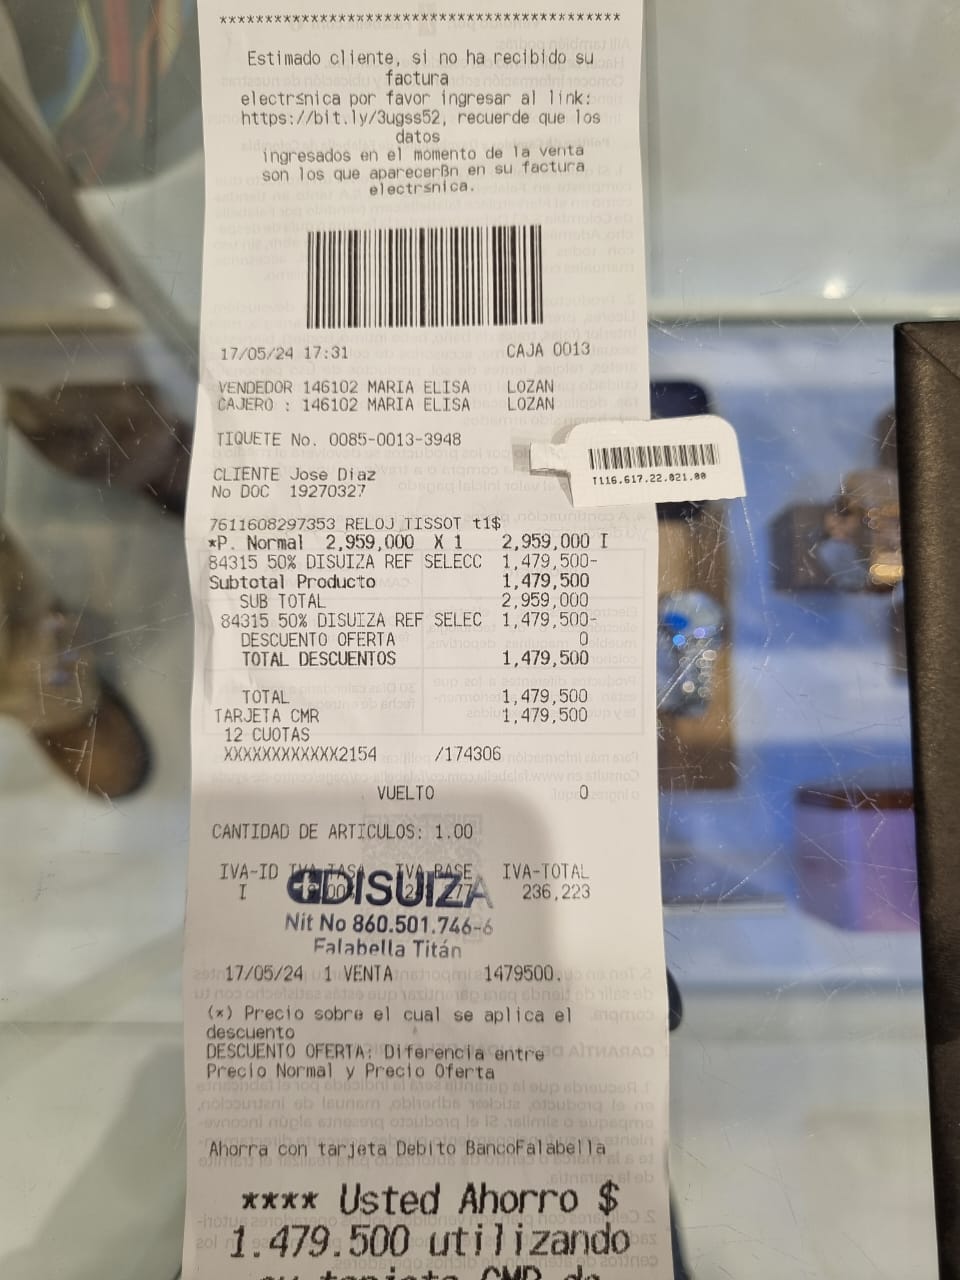 ****************************************
Estimado cliente, si no ha recibido su
factura
electrsnica por favor ingresar al link:
https://bit.ly/3ugss52, recuerde que los
datos
ingresados en el momento de la venta
son los que aparecerßn en su factura
electrsnica.
17/05/24 17:31 CAJA 0013
VENDEDOR 146102 MARIA ELISA LOZAN
CAJERO : 146102 MARIA ELISA LOZAN
TIQUETE No. 0085-0013-3948
T116.617.22.021.00
CLIENTE Jose Diaz
No DOC 19270327
7611608297353 RELOJ TISSOT t1$
*P. Normal 2,959,000 X 1 2,959,000 I
84315 50% DISUIZA REF SELECC 1,479,500-
Subtotal Producto 1,479,500
SUB TOTAL 2,959,000
84315 50% DISUIZA REF SELEC 1,479,500-
DESCUENTO OFERTA 0
TOTAL DESCUENTOS 1,479,500
TOTAL 1,479,500
TARJETA CMR 1,479,500
12 CUOTAS
XXXXXXXXXXXX2154 /174306
VUELTO 0
CANTIDAD DE ARTICULOS: 1.00
IVA-ID IVA-TASA IVA-BASE IVA-TOTAL
I 236,223
DISUIZA
Nit No 860.501.746-6
Falabella Titán
17/05/24 1 VENTA 1479500.
(*) Precio sobre el cual se aplica el
descuento
DESCUENTO OFERTA: Diferencia entre
Precio Normal y Precio Oferta
Ahorra con tarjeta Debito BancoFalabella
**** Usted Ahorro $
1.479.500 utilizando
su tarjeta CMR de